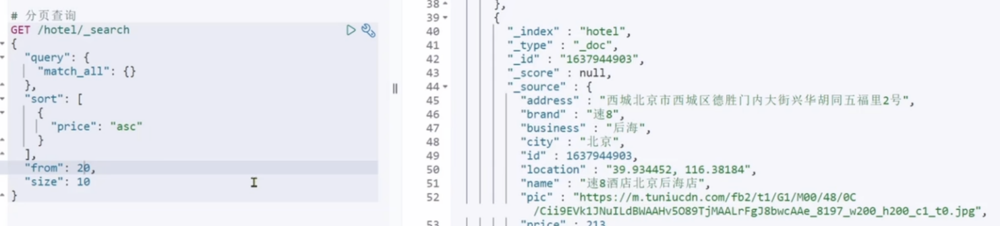 # 分页查询
GET /hotel/_search
{
"query": {
"match_all": {}
},
"sort": [
{
"price": "asc"
}
],
"from": 20,
"size": 10
}
38 },
39 {
40 "_index" : "hotel",
41 "_type" : "_doc",
42 "_id" : "1637944903",
43 "_score" : null,
44 "_source" : {
45 "address" : "西城北京市西城区德胜门内大街兴华胡同五福里2号",
46 "brand" : "速8",
47 "business" : "后海",
48 "city" : "北京",
49 "id" : 1637944903,
50 "location" : "39.934452, 116.38184",
51 "name" : "速8酒店北京后海店",
52 "pic" : "https://m.tuniucdn.com/fb2/t1/G1/M00/48/0C
/Cii9EVk1JNuILdBWAAHv5O89TjMAALrFgJ8bwcAAe_8197_w200_h200_c1_t0.jpg",
53 "price" : 213